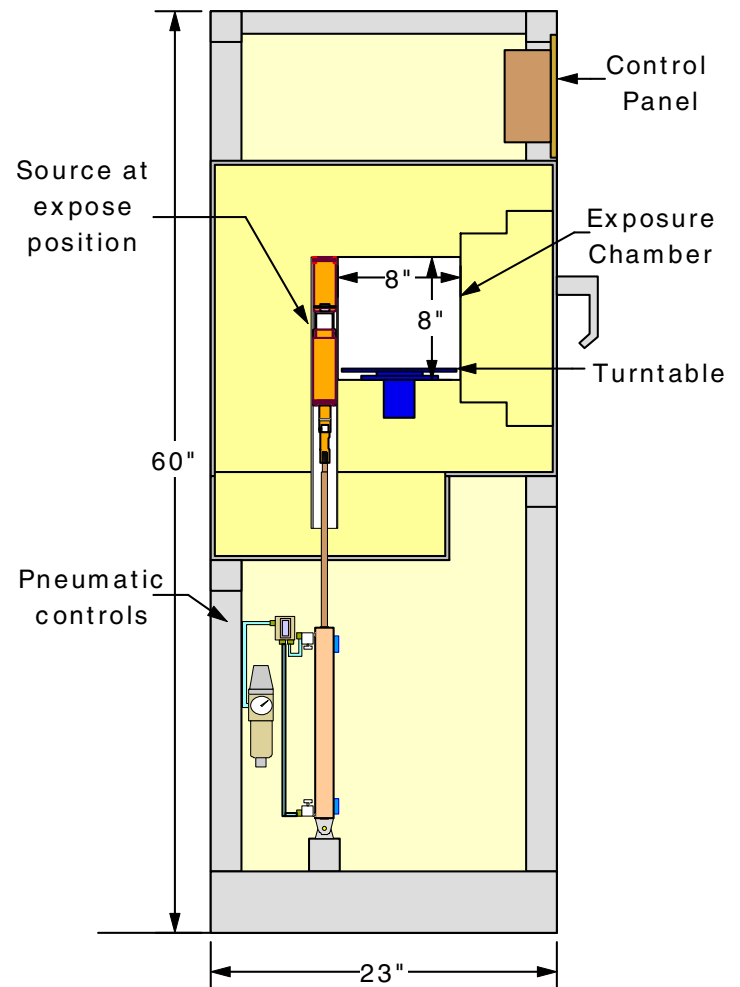 Control
Panel
Source at
expose
position
Exposure
Chamber
8"
8"
Turntable
60"
Pneumatic
controls
23"